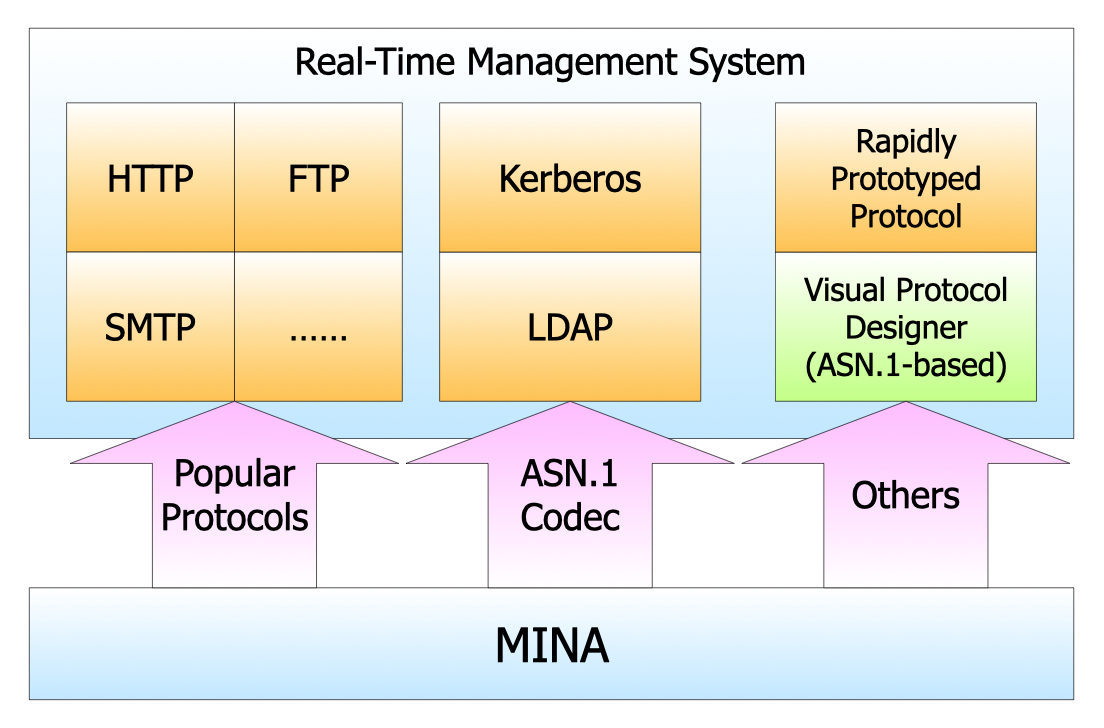 Real-Time Management System
HTTP
FTP
SMTP
......
Kerberos
LDAP
Rapidly
Prototyped
Protocol
Visual Protocol
Designer
(ASN.1-based)
Popular
Protocols
ASN.1
Codec
Others
MINA